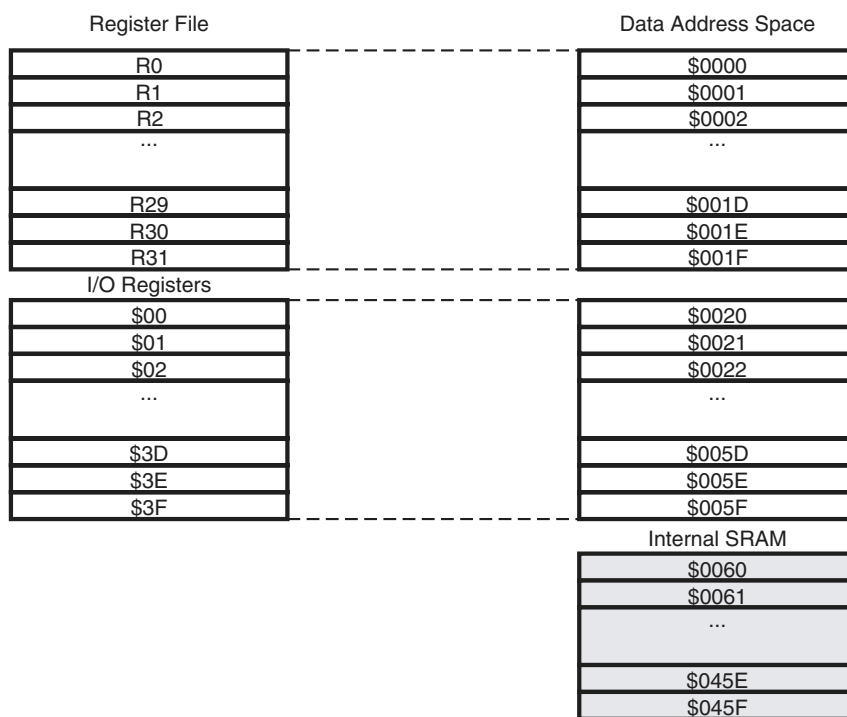 Register File
Data Address Space
R0
$0000
R1
$0001
R2
$0002
...
...
R29
$001D
R30
$001E
R31
$001F
I/O Registers
$00
$0020
$01
$0021
$02
$0022
...
...
$3D
$005D
$3E
$005E
$3F
$005F
Internal SRAM
$0060
$0061
...
$045E
$045F